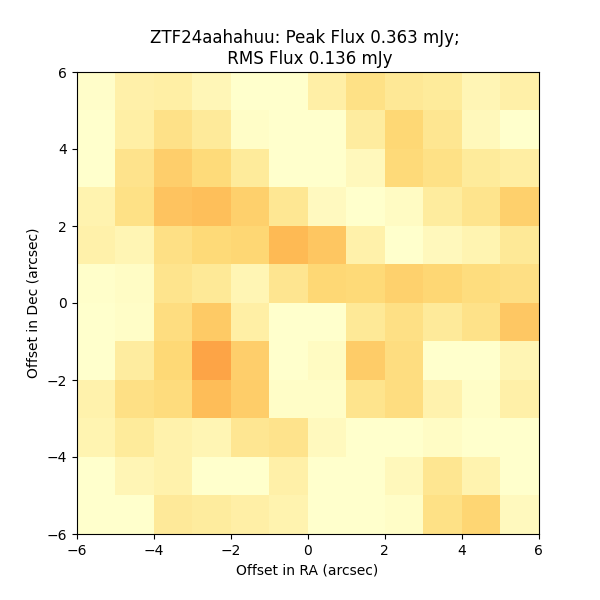 ZTF24aahahuu: Peak Flux 0.363 mJy;
RMS Flux 0.136 mJy
6
4
2
0
−2
−4
−6
Offset in Dec (arcsec)
−6 −4 −2 0 2 4 6
Offset in RA (arcsec)